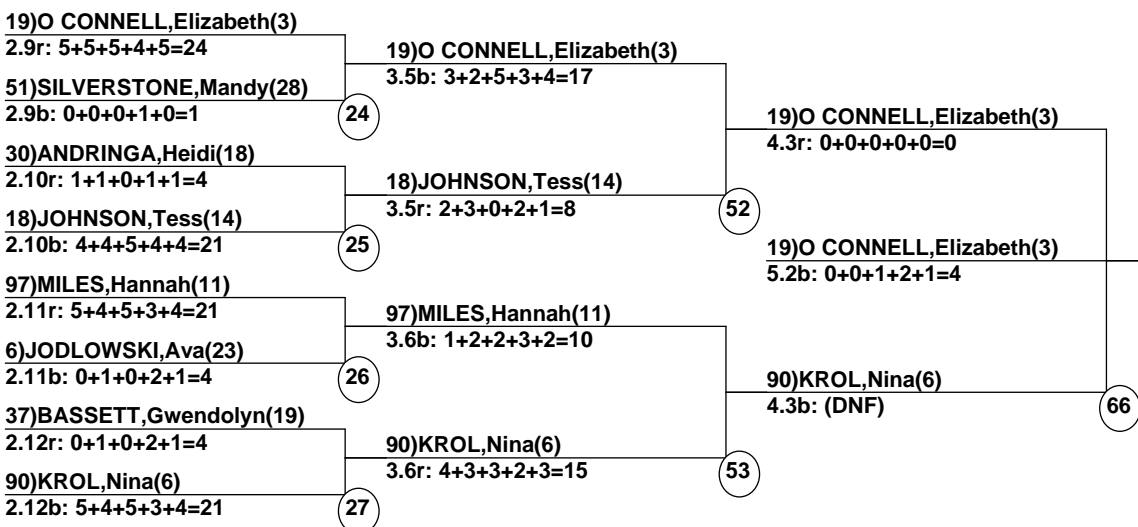 19)O CONNELL,Elizabeth(3)
2.9r: 5+5+5+4+5=24
51)SILVERSTONE,Mandy(28)
2.9b: 0+0+0+1+0=1
24
30)ANDRINGA,Heidi(18)
2.10r: 1+1+0+1+1=4
18)JOHNSON,Tess(14)
2.10b: 4+4+5+4+4=21
25
97)MILES,Hannah(11)
2.11r: 5+4+5+3+4=21
6)JODLOWSKI,Ava(23)
2.11b: 0+1+0+2+1=4
26
37)BASSETT,Gwendolyn(19)
2.12r: 0+1+0+2+1=4
90)KROL,Nina(6)
2.12b: 5+4+5+3+4=21
27
19)O CONNELL,Elizabeth(3)
3.5b: 3+2+5+3+4=17
18)JOHNSON,Tess(14)
3.5r: 2+3+0+2+1=8
52
97)MILES,Hannah(11)
3.6b: 1+2+2+3+2=10
90)KROL,Nina(6)
3.6r: 4+3+3+2+3=15
53
19)O CONNELL,Elizabeth(3)
4.3r: 0+0+0+0+0=0
19)O CONNELL,Elizabeth(3)
5.2b: 0+0+1+2+1=4
90)KROL,Nina(6)
4.3b: (DNF)
66